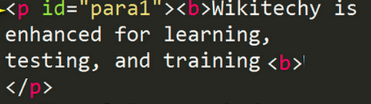 <p id="para1"><b>Wikitechy is
enhanced for learning,
testing, and training <b>
</p>